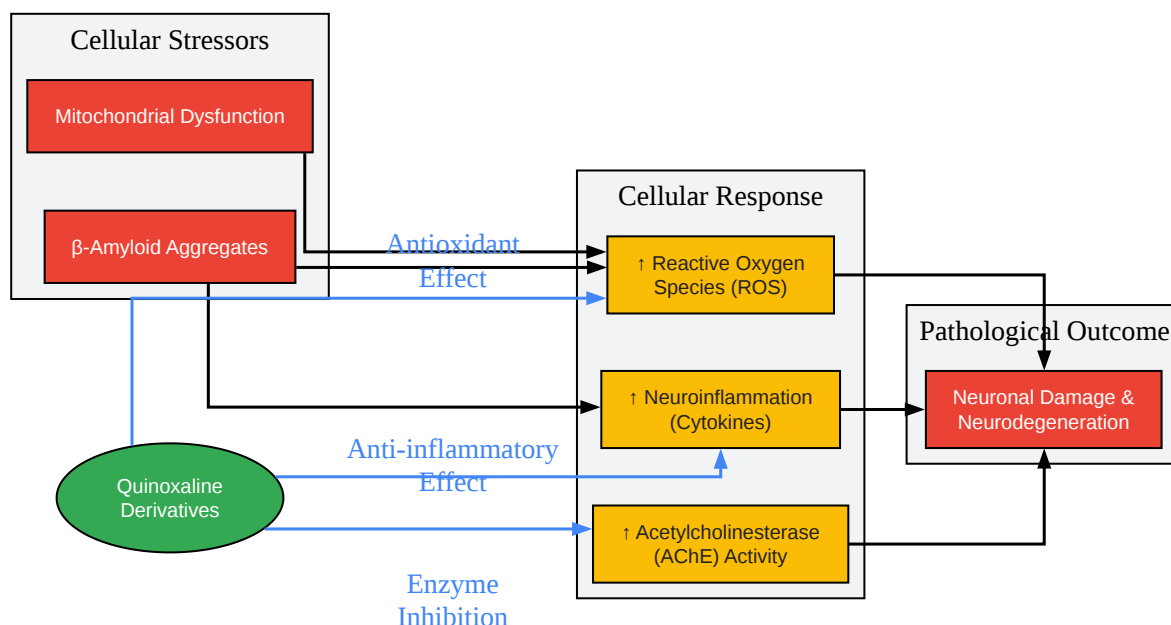 Cellular Stressors
Mitochondrial Dysfunction
β-Amyloid Aggregates
Antioxidant
Effect
Cellular Response
↑ Reactive Oxygen
Species (ROS)
Pathological Outcome
↑ Neuroinflammation
(Cytokines)
Neuronal Damage &
Neurodegeneration
Anti-inflammatory
Effect
Quinoxaline
Derivatives
↑ Acetylcholinesterase
(AChE) Activity
Enzyme
Inhibition